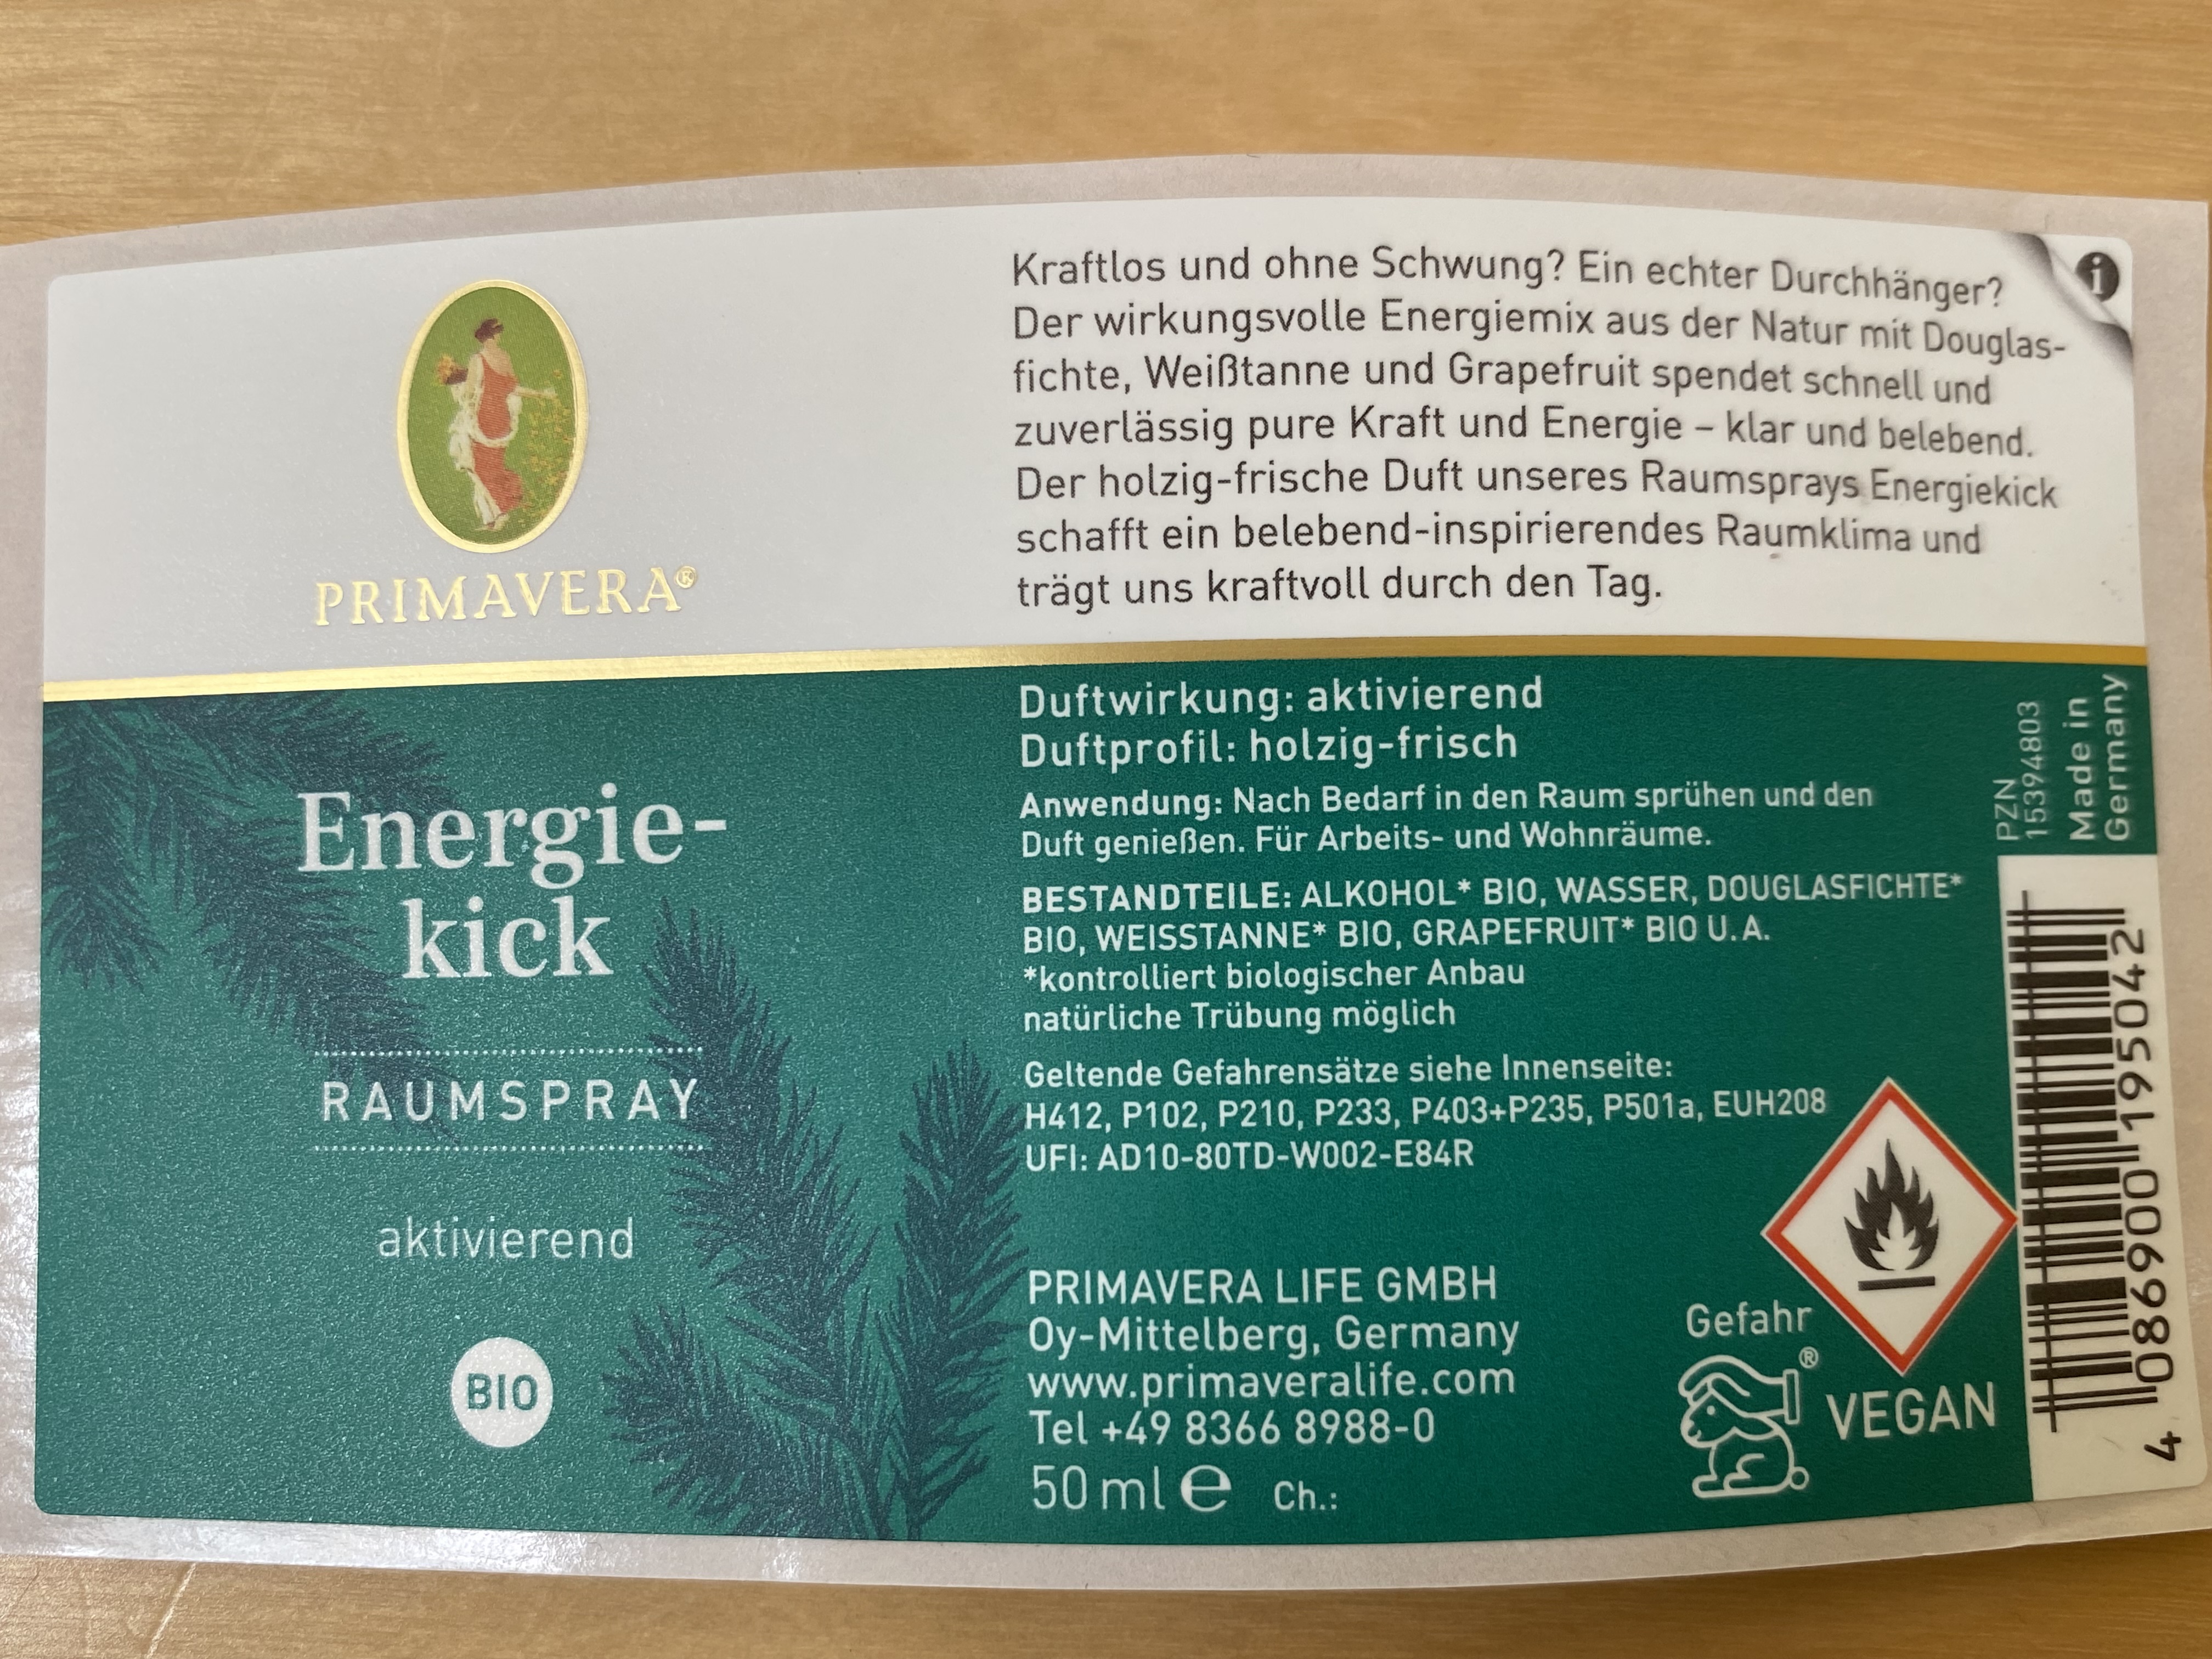 PRIMAVERA®
Energie-
kick
RAUMSPRAY
aktivierend
BIO
Kraftlos und ohne Schwung? Ein echter Durchhänger?
Der wirkungsvolle Energiemix aus der Natur mit Douglas-
fichte, Weißtanne und Grapefruit spendet schnell und
zuverlässig pure Kraft und Energie – klar und belebend.
Der holzig-frische Duft unseres Raumsprays Energiekick
schafft ein belebend-inspirierendes Raumklima und
trägt uns kraftvoll durch den Tag.
i
Duftwirkung: aktivierend
Duftprofil: holzig-frisch
Anwendung: Nach Bedarf in den Raum sprühen und den
Duft genießen. Für Arbeits- und Wohnräume.
BESTANDTEILE: ALKOHOL* BIO, WASSER, DOUGLASFICHTE*
BIO, WEISSTANNE* BIO, GRAPEFRUIT* BIO U.A.
*kontrolliert biologischer Anbau
natürliche Trübung möglich
Geltende Gefahrensätze siehe Innenseite:
H412, P102, P210, P233, P403+P235, P501a, EUH208
UFI: AD10-80TD-W002-E84R
PRIMAVERA LIFE GMBH
Oy-Mittelberg, Germany
www.primaveralife.com
Tel +49 8366 8988-0
50 ml e Ch.:
Gefahr
®
VEGAN
PZN
15394803
Made in
Germany
4 086900 195042